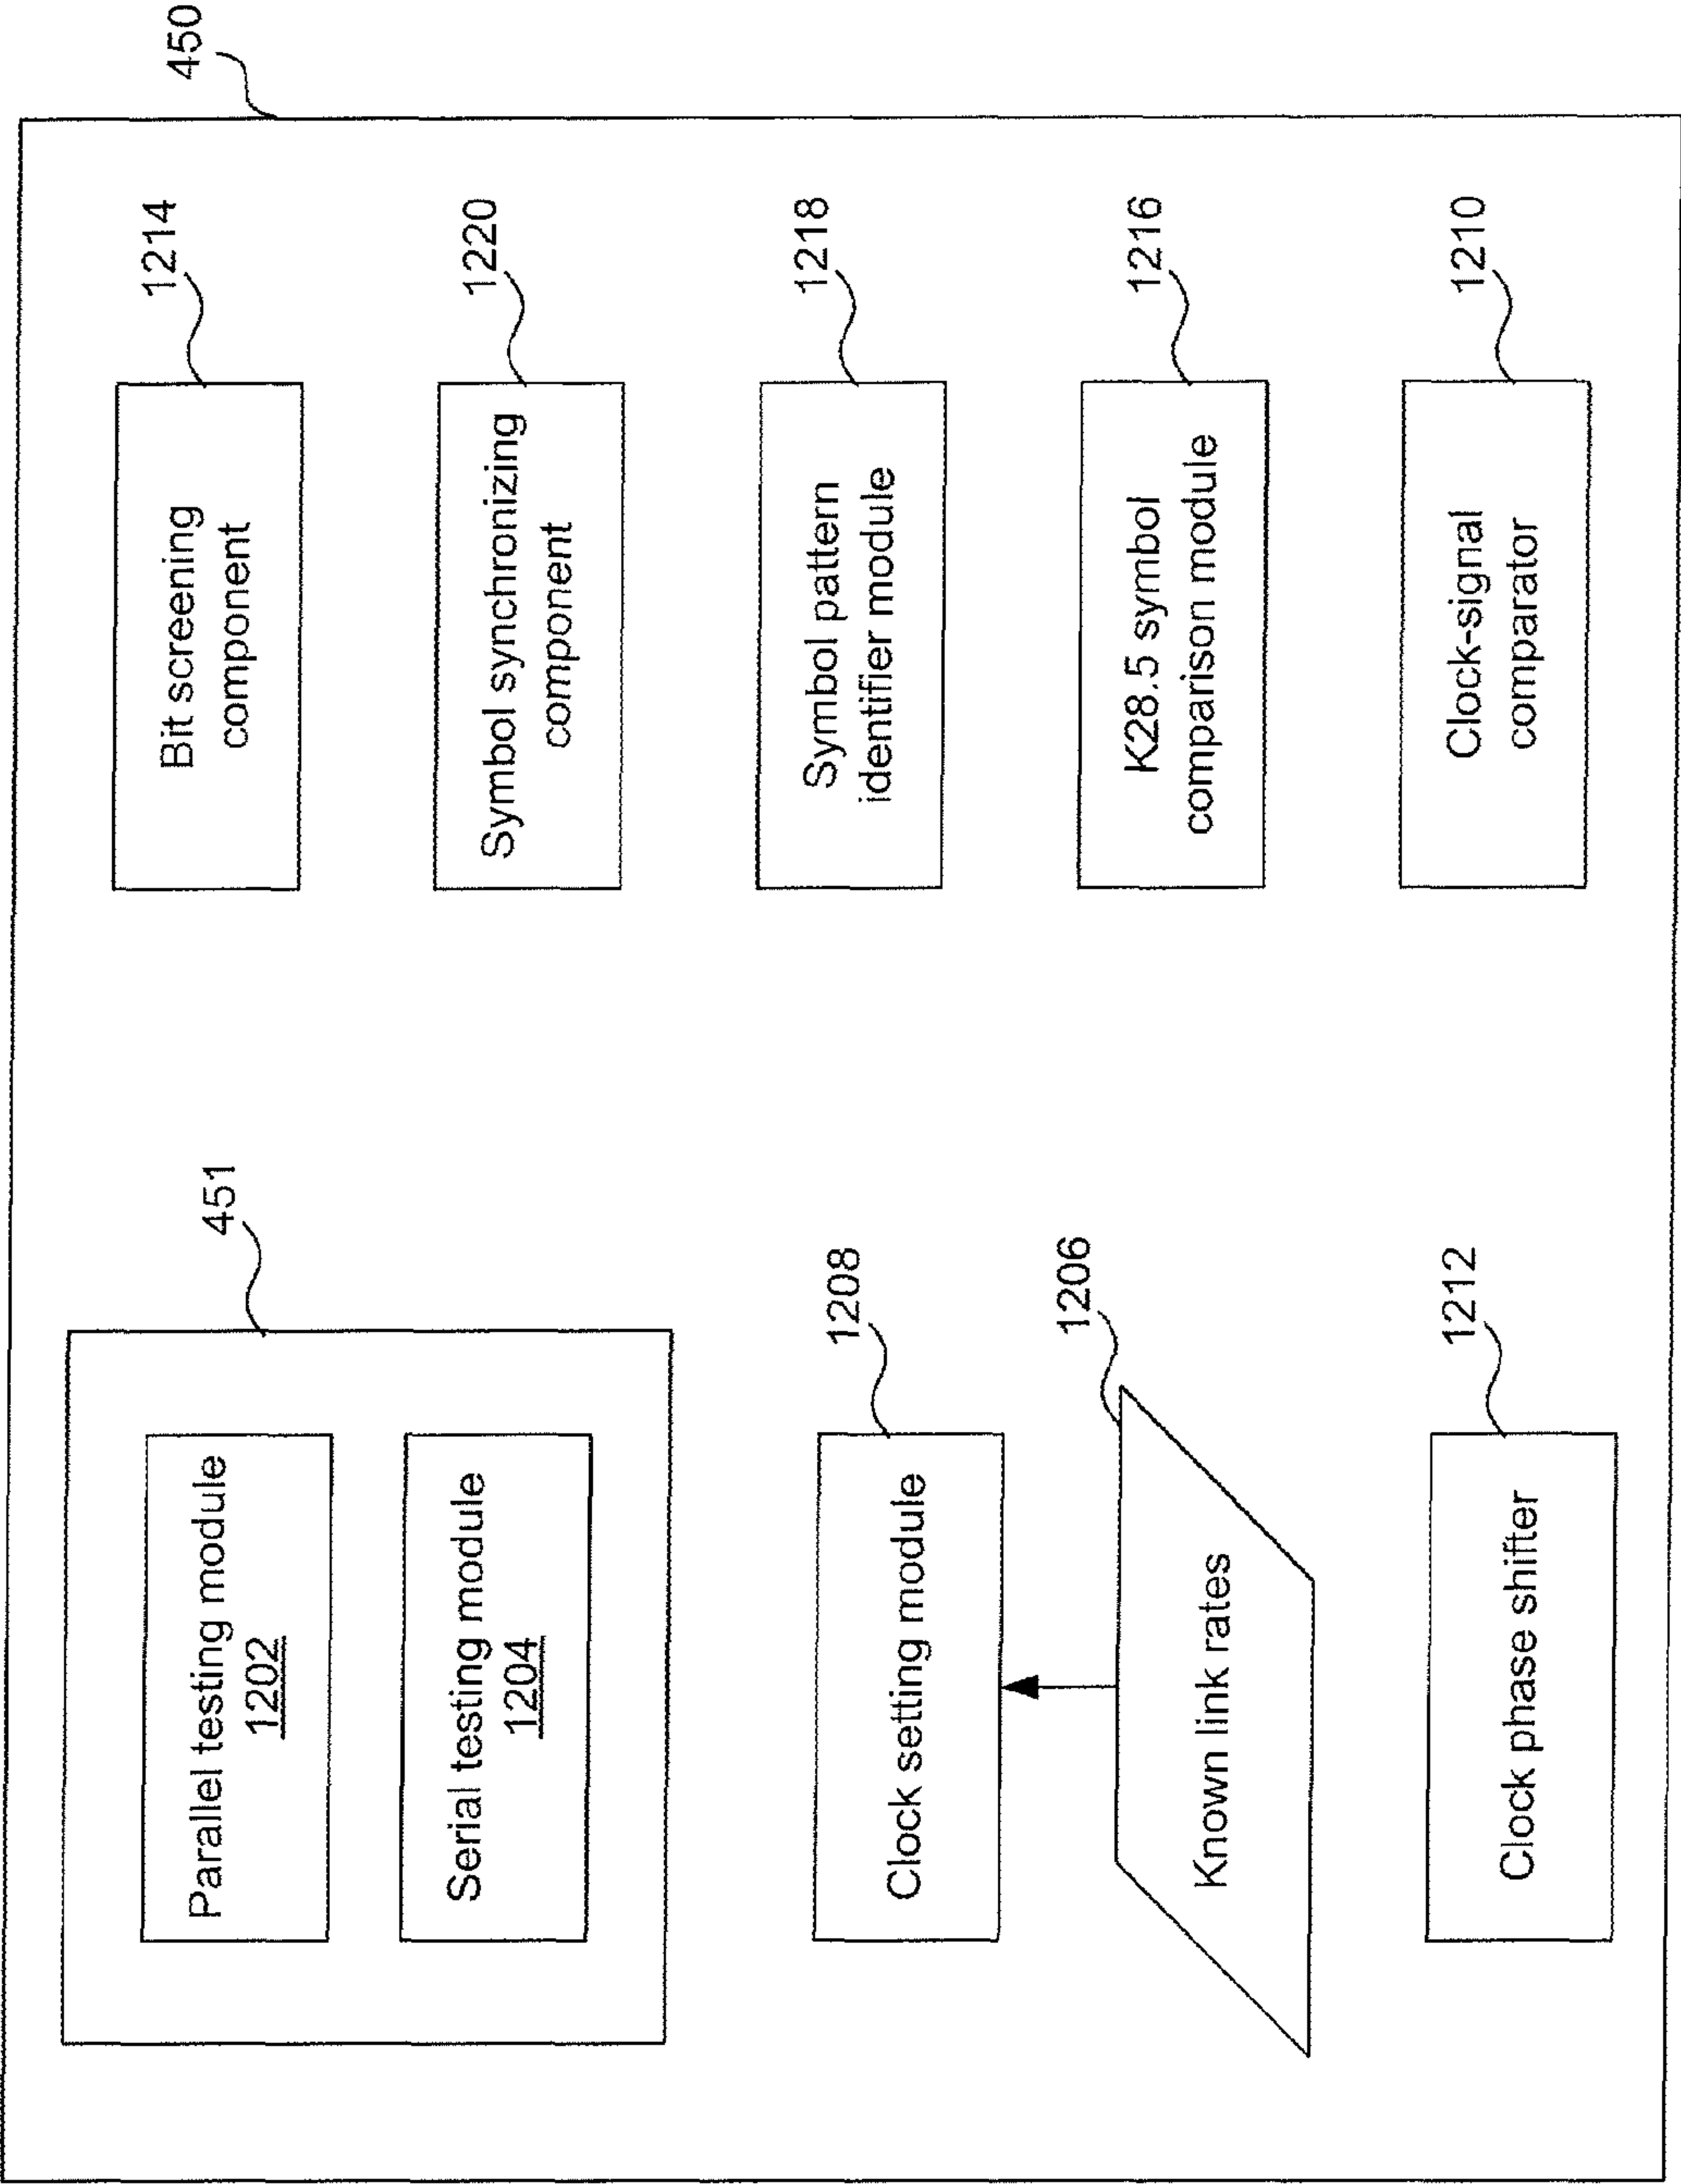 450
451
Parallel testing module
1202
Serial testing module
1204
1208
Clock setting module
1206
Known link rates
1212
Clock phase shifter
1214
Bit screening
component
1220
Symbol synchronizing
component
1218
Symbol pattern
identifier module
1216
K28.5 symbol
comparison module
1210
Clock-signal
comparator